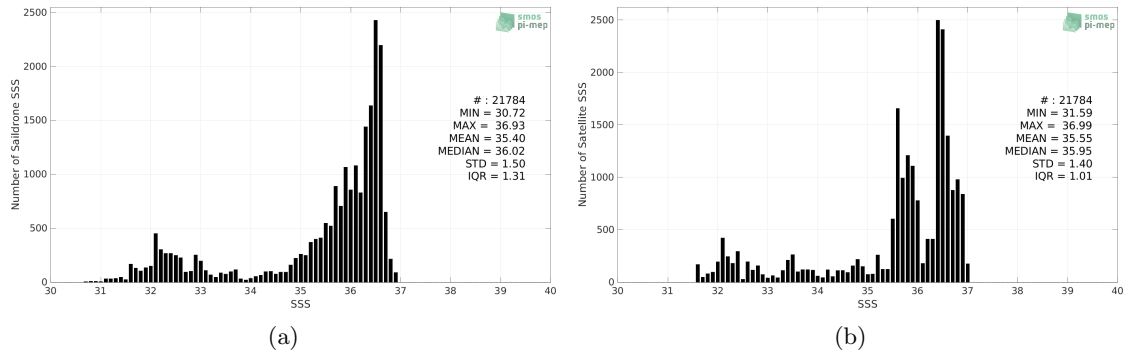 2500
2000
1500
1000
500
0
Number of Saildrone SSS
30 31 32 33 34 35 36 37 38 39 40
SSS
smos
pi-mep
# : 21784
MIN = 30.72
MAX = 36.93
MEAN = 35.40
MEDIAN = 36.02
STD = 1.50
IQR = 1.31
(a)
2500
2000
1500
1000
500
0
Number of Satellite SSS
30 31 32 33 34 35 36 37 38 39 40
SSS
smos
pi-mep
# : 21784
MIN = 31.59
MAX = 36.99
MEAN = 35.55
MEDIAN = 35.95
STD = 1.40
IQR = 1.01
(b)